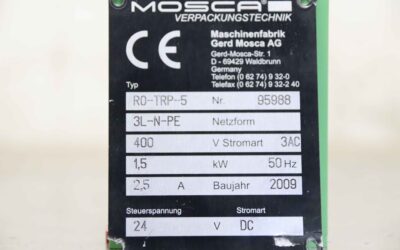 MOSCA
VERPACKUNGSTECHNIK
CE
Maschinenfabrik
Gerd Mosca AG
Gerd-Mosca-Str. 1
D - 69429 Waldbrunn
Germany
Telefon (0 62 74) 9 32-0
Telefax (0 62 74) 9 32-2 40
Typ
RO-TRP-5 Nr. 95988
3L-N-PE Netzform
400 V Stromart 3AC
1,5 kW 50 Hz
2,5 A Baujahr 2009
Steuerspannung Stromart
24 V DC